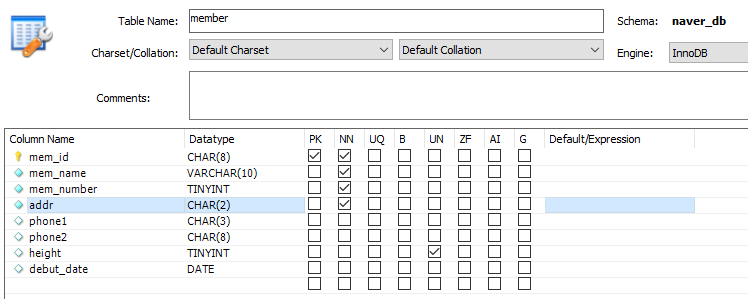 Table Name: member Schema: naver_db
Charset/Collation: Default Charset Default Collation Engine: InnoDB
Comments:
Column Name Datatype PK NN UQ B UN ZF AI G Default/Expression
mem_id CHAR(8)
mem_name VARCHAR(10)
mem_number TINYINT
addr CHAR(2)
phone1 CHAR(3)
phone2 CHAR(8)
height TINYINT
debut_date DATE